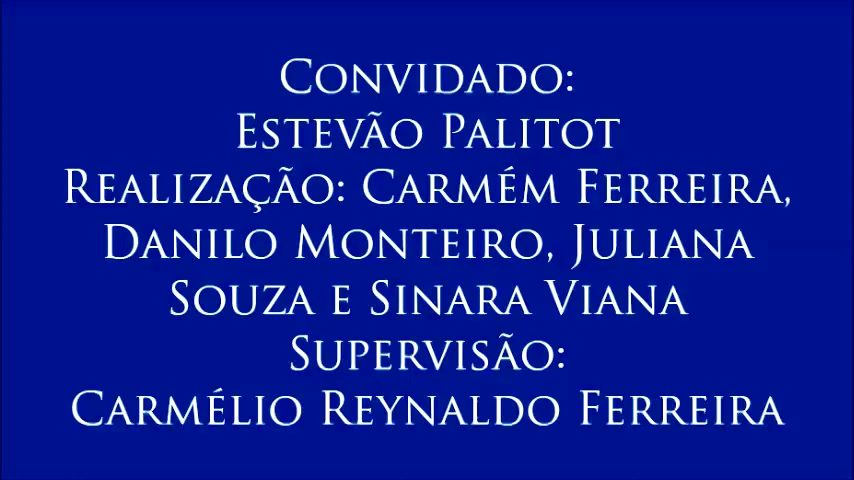 Convidado:
Estevão Palitot
Realização: Carmém Ferreira,
Danilo Monteiro, Juliana
Souza e Sinara Viana
Supervisão:
Carmélio Reynaldo Ferreira